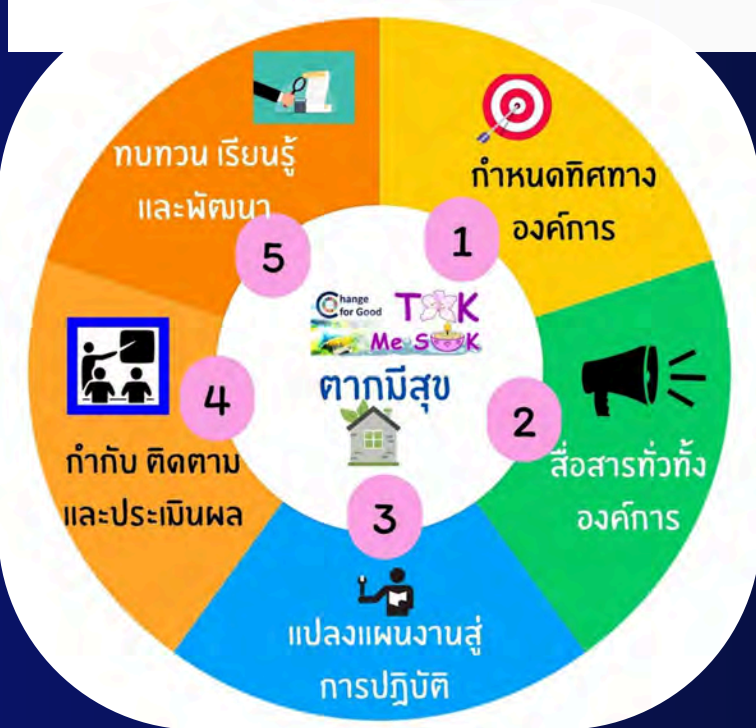 1
กำหนดทิศทาง
องค์การ
2
สื่อสารทั่วทั้ง
องค์การ
3
แปลงแผนงานสู่
การปฏิบัติ
4
กำกับ ติดตาม
และประเมินผล
5
ทบทวน เรียนรู้
และพัฒนา
Change
for Good
TAK
Me SOOK
ตากมีสุข